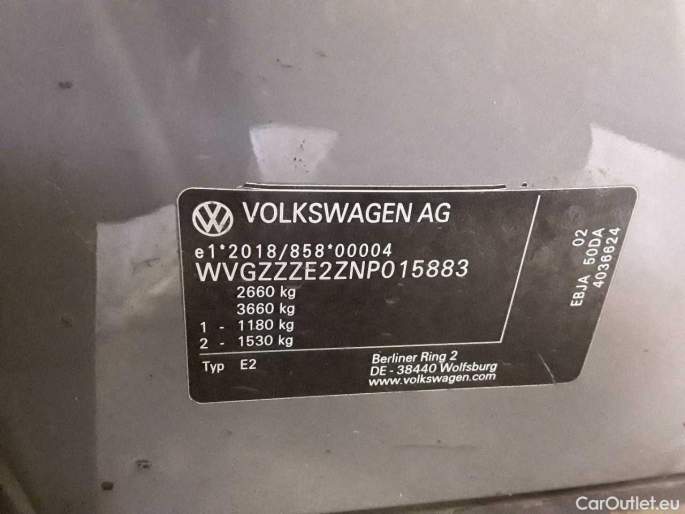 VOLKSWAGEN AG
e1*2018/858*00004
WVGZZZE2ZNP015883
2660 kg
3660 kg
1 - 1180 kg
2 - 1530 kg
Typ E2
Berliner Ring 2
DE - 38440 Wolfsburg
www.volkswagen.com
02
EBJA 50DA
4036624
CarOutlet.eu